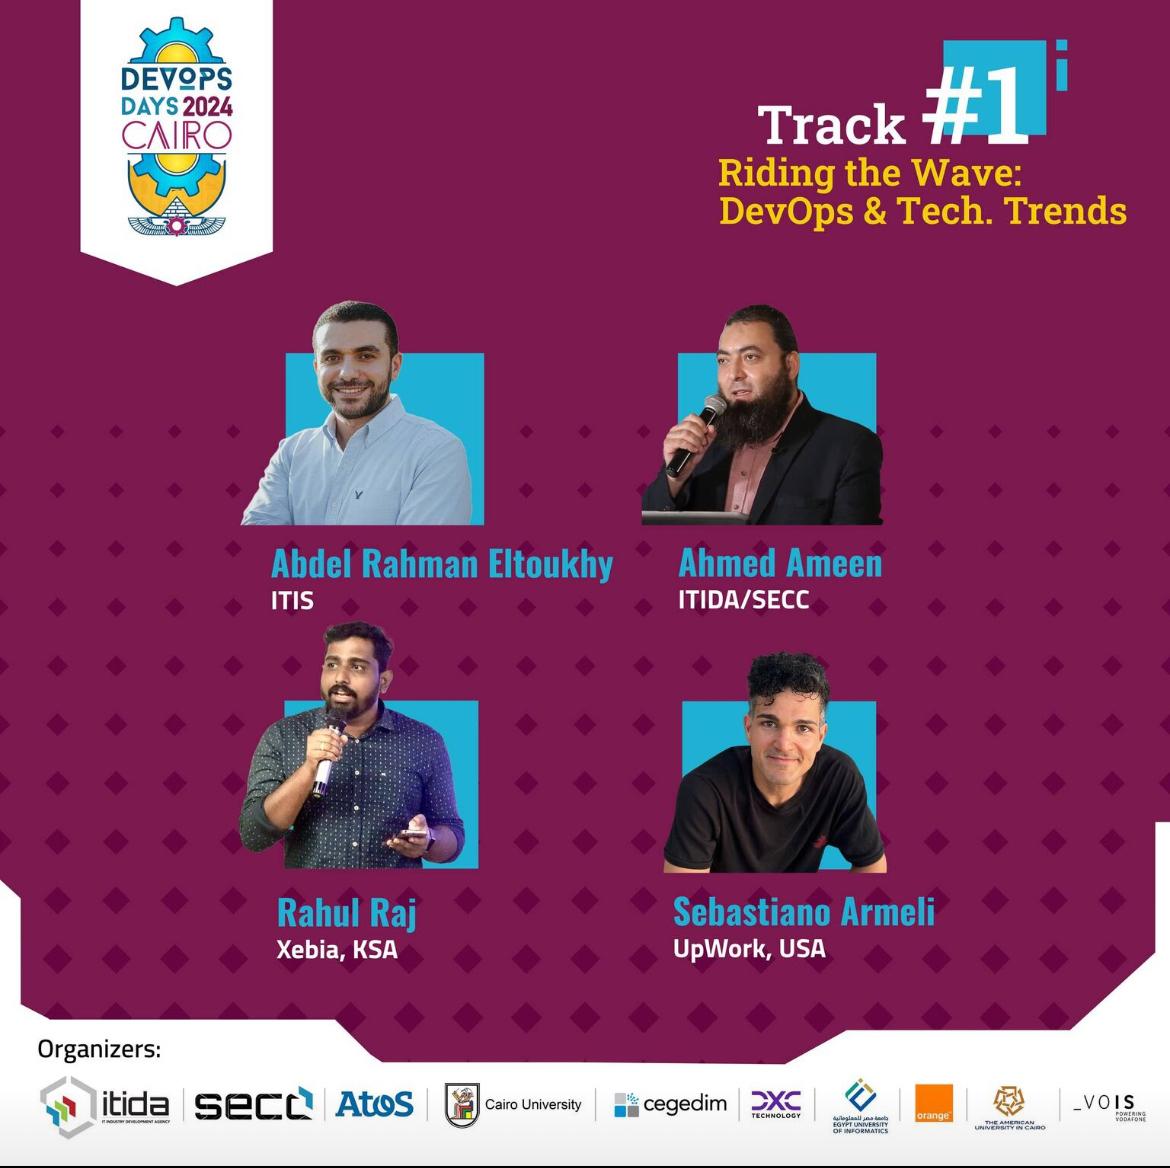 DEVOPS
DAYS 2024
CAIRO
Track #1
Riding the Wave:
DevOps & Tech. Trends
Abdel Rahman Eltoukhy
ITIS
Ahmed Ameen
ITIDA/SECC
Rahul Raj
Xebia, KSA
Sebastiano Armeli
UpWork, USA
Organizers:
itida
IT INDUSTRY DEVELOPMENT AGENCY
secc
Atos
Cairo University
cegedim
DXC
TECHNOLOGY
جامعة مصر للمعلوماتية
EGYPT UNIVERSITY
OF INFORMATICS
orange™
THE AMERICAN
UNIVERSITY IN CAIRO
_VOIS
POWERING
VODAFONE